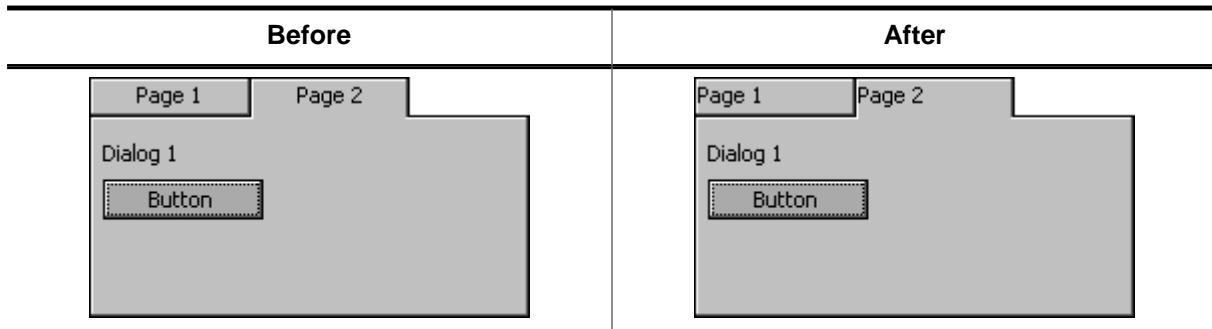 Before After
Page 1 Page 2 Page 1 Page 2
Dialog 1 Dialog 1
Button Button